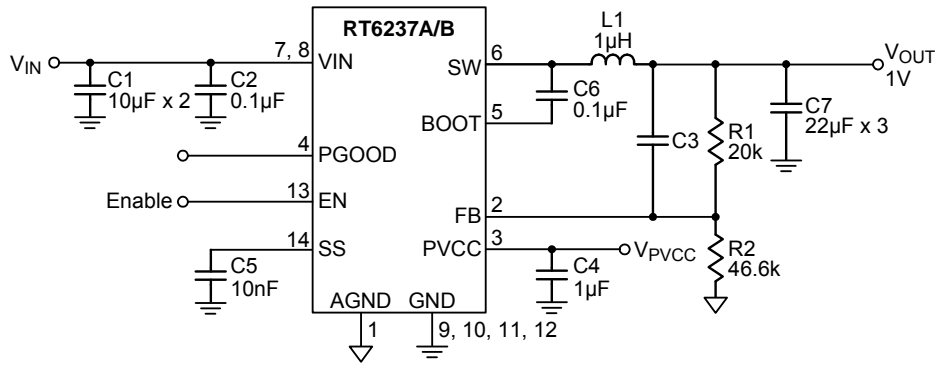 RT6237A/B
VIN
7, 8
VIN
C1
10µF x 2
C2
0.1µF
4
PGOOD
Enable
13
EN
14
SS
C5
10nF
AGND
1
GND
9, 10, 11, 12
SW
6
L1
1µH
C6
0.1µF
BOOT
5
C3
R1
20k
C7
22µF x 3
VOUT
1V
FB
2
PVCC
3
VPVCC
C4
1µF
R2
46.6k